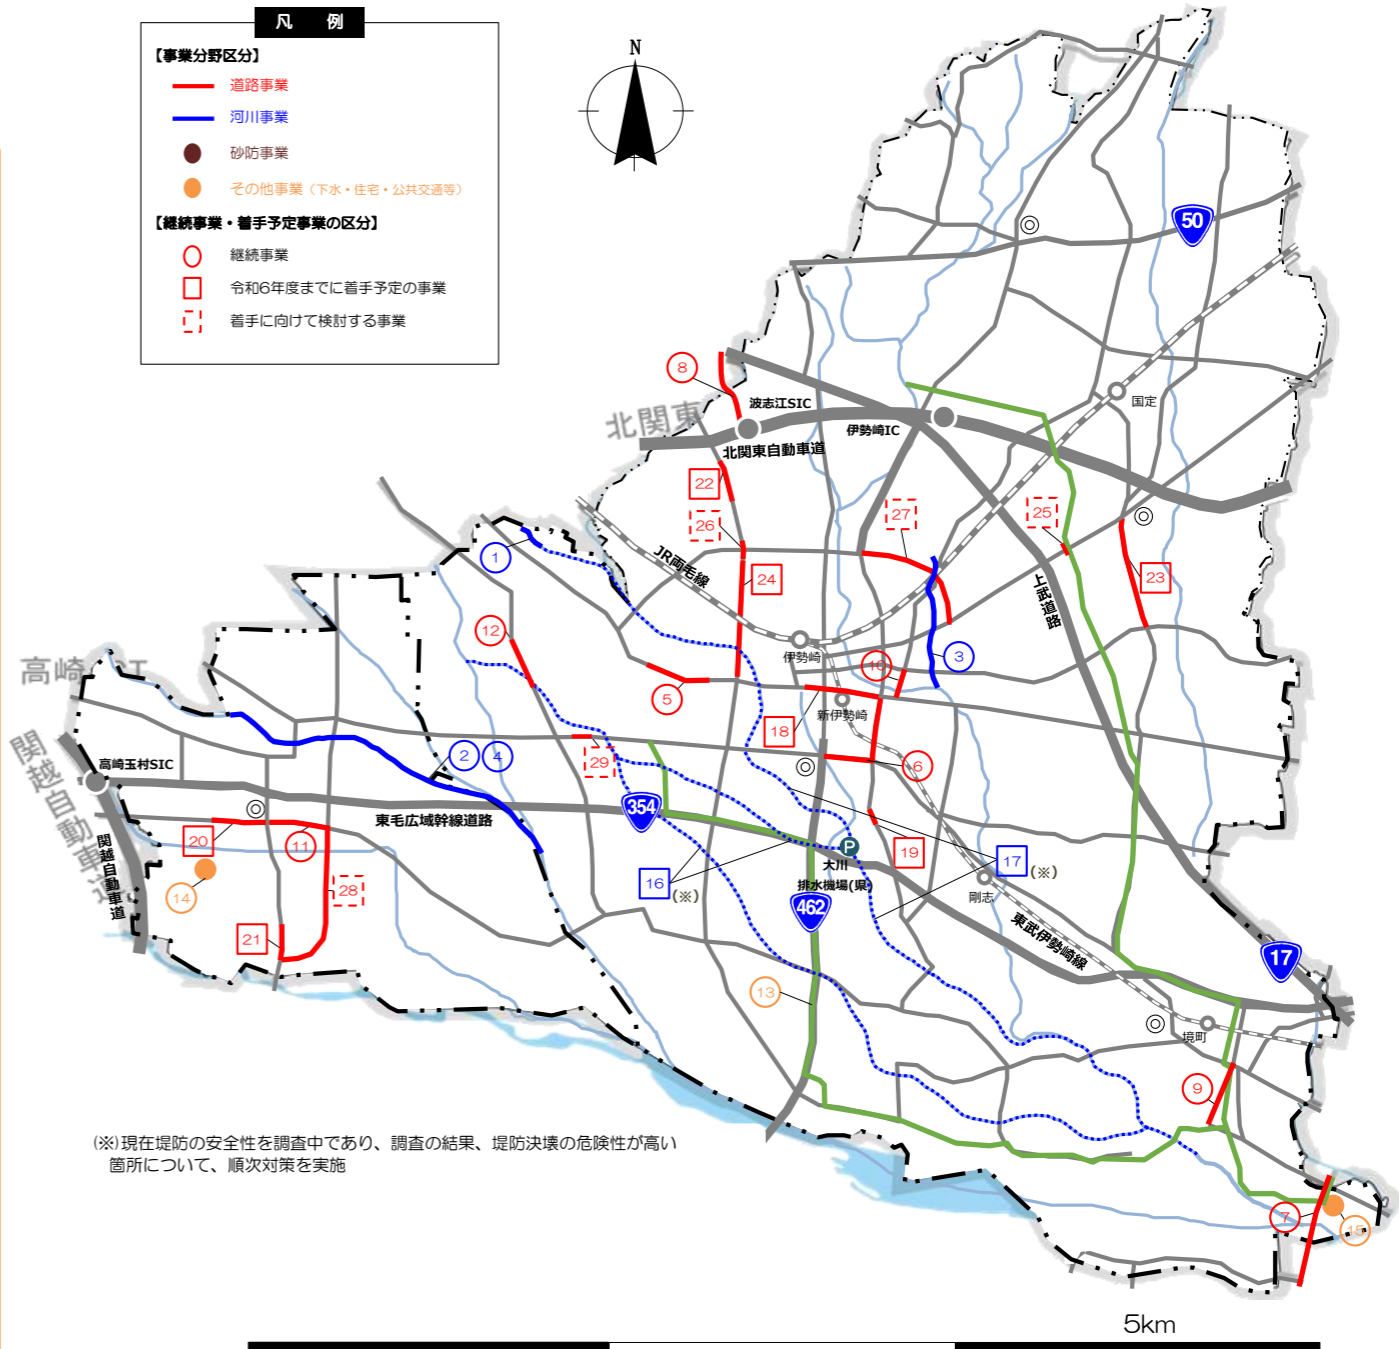 凡 例
【事業分野区分】
道路事業
河川事業
砂防事業
その他事業（下水・住宅・公共交通等）
【継続事業・着手予定事業の区分】
継続事業
令和6年度までに着手予定の事業
着手に向けて検討する事業
N
50
8
波志江SIC
北関東
伊勢崎IC
北関東自動車道
国定
22
26
27
25
1
JR両毛線
24
23
上武道路
12
伊勢崎
10
3
高崎JCT
5
新伊勢崎
18
関越自動車道
高崎玉村SIC
2
4
29
6
354
東毛広域幹線道路
20
11
19
P
大川
排水機場(県)
17
(※)
14
関越自動車道
28
16
(※)
剛志
462
21
東武伊勢崎線
17
13
境町
9
(※)現在堤防の安全性を調査中であり、調査の結果、堤防決壊の危険性が高い
箇所について、順次対策を実施
7
15
5km